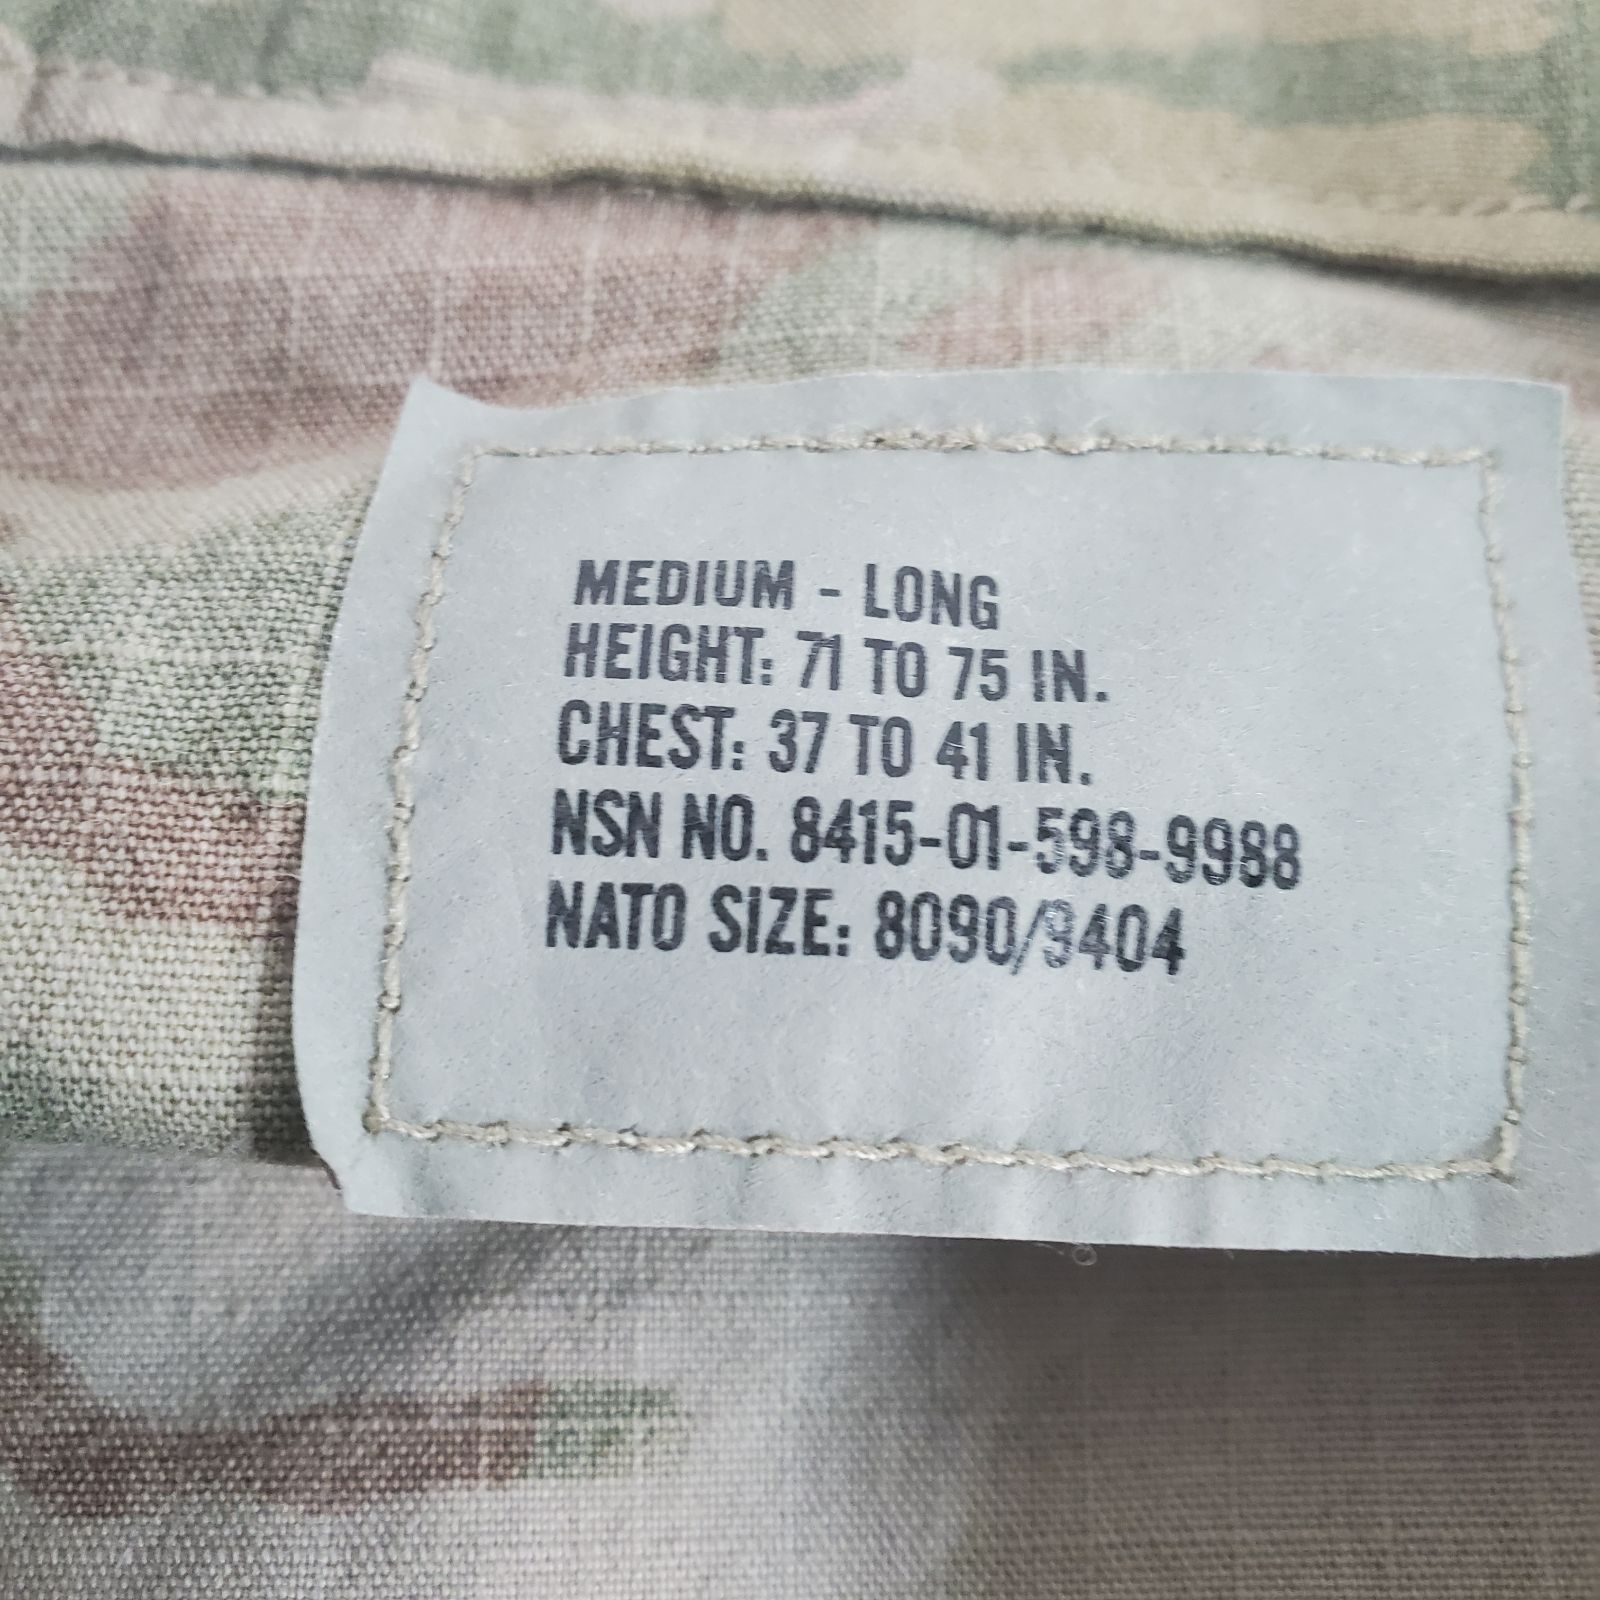 MEDIUM - LONG
HEIGHT: 71 TO 75 IN.
CHEST: 37 TO 41 IN.
NSN NO. 8415-01-598-9988
NATO SIZE: 8090/9404